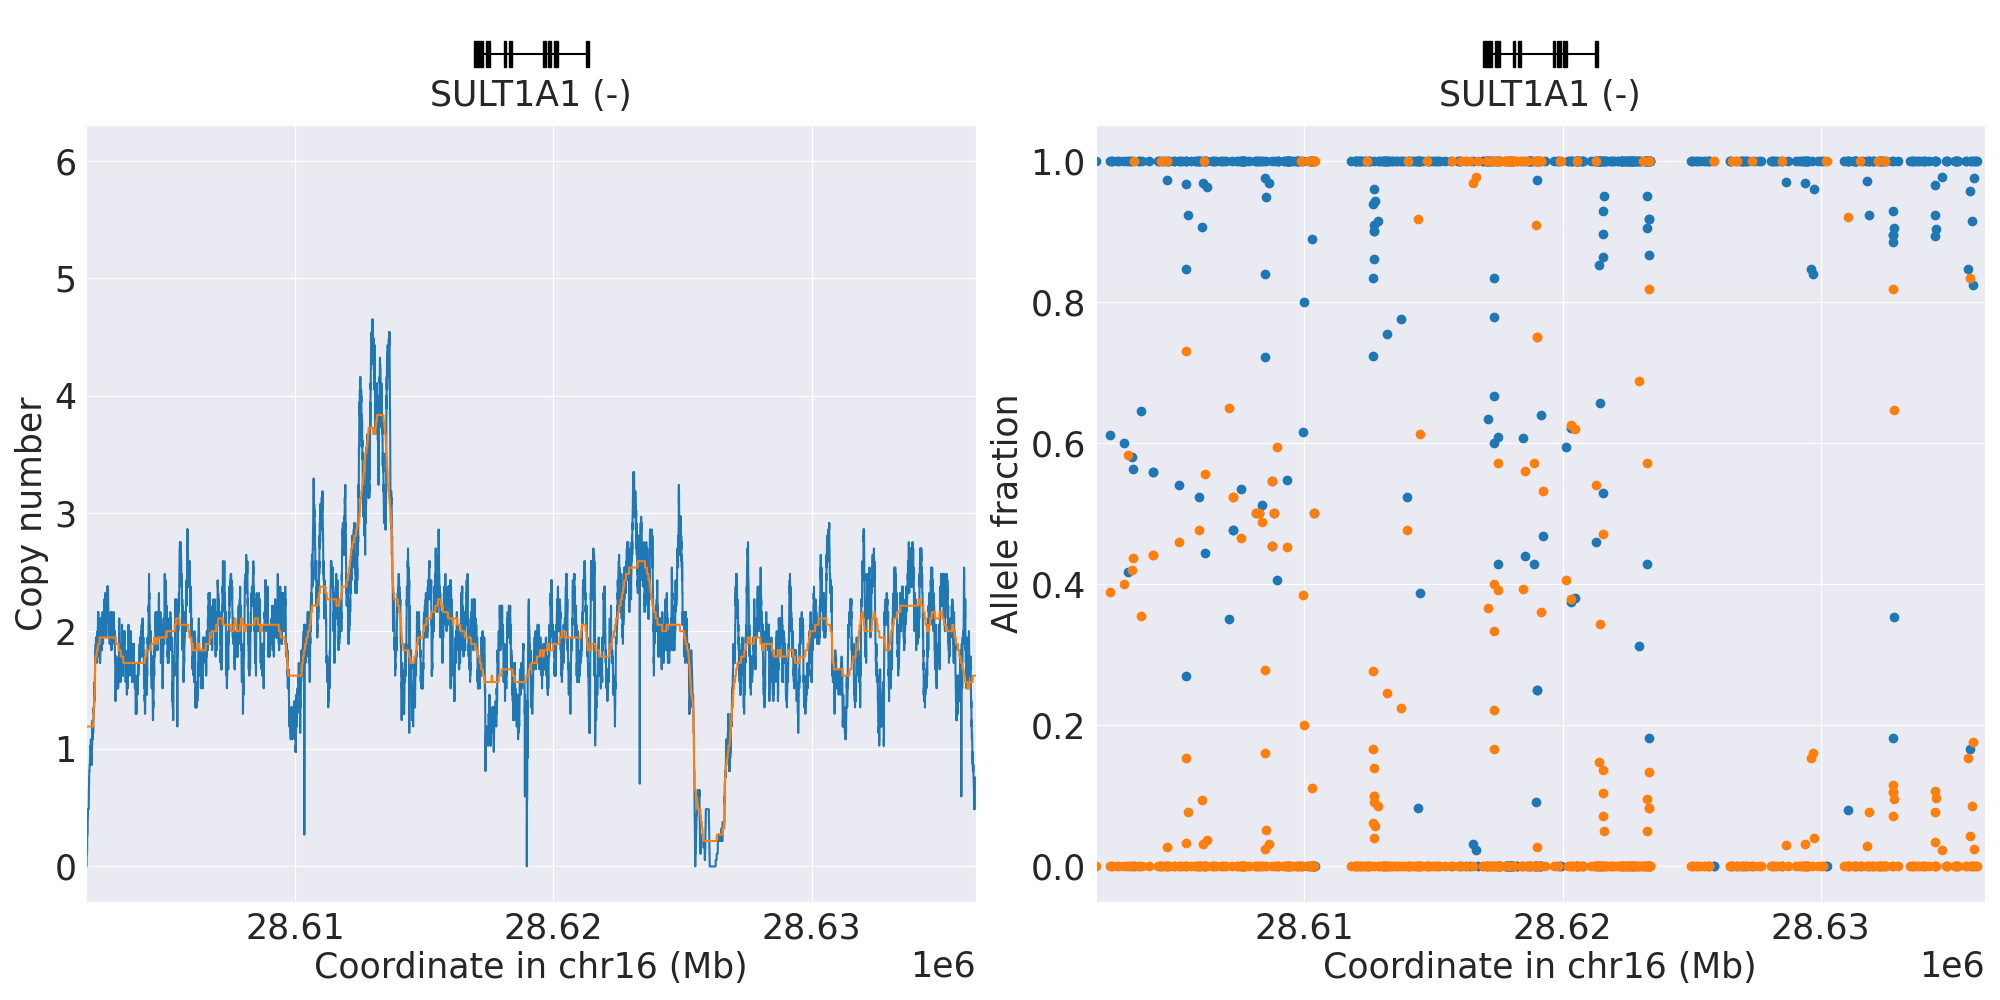 SULT1A1 (-)
6
5
4
3
2
1
0
Copy number
28.61
28.62
28.63
Coordinate in chr16 (Mb)
1e6
SULT1A1 (-)
1.0
0.8
0.6
0.4
0.2
0.0
Allele fraction
28.61
28.62
28.63
Coordinate in chr16 (Mb)
1e6